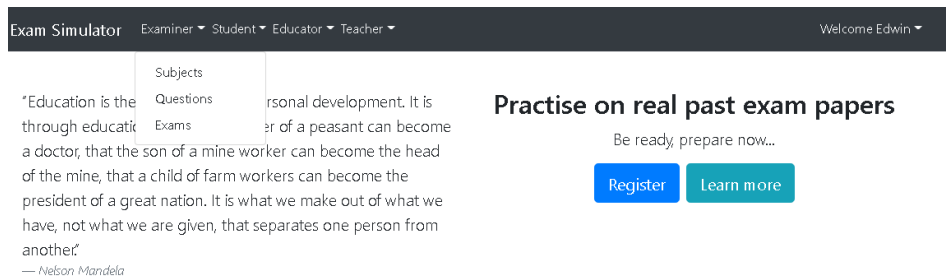 Exam Simulator Examiner Student Educator Teacher Welcome Edwin
Subjects
Questions
Exams
“Education is the rsonal development. It is
through educati er of a peasant can become
a doctor, that the son of a mine worker can become the head
of the mine, that a child of farm workers can become the
president of a great nation. It is what we make out of what we
have, not what we are given, that separates one person from
another.”
— Nelson Mandela
Practise on real past exam papers
Be ready, prepare now...
Register Learn more